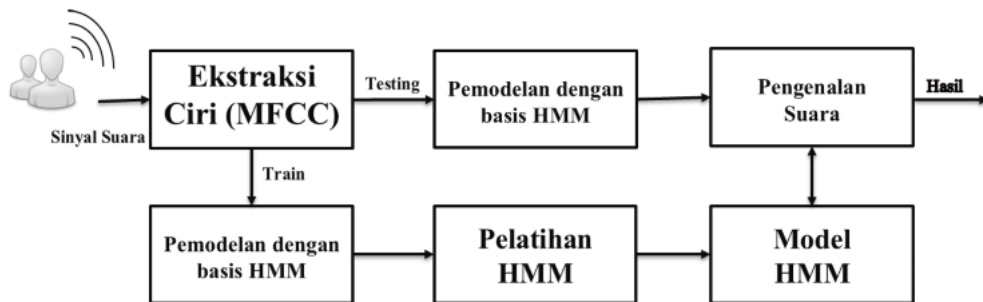 Sinyal Suara
Ekstraksi
Ciri (MFCC)
Testing
Pemodelan dengan
basis HMM
Pengenalan
Suara
Hasil
Train
Pemodelan dengan
basis HMM
Pelatihan
HMM
Model
HMM